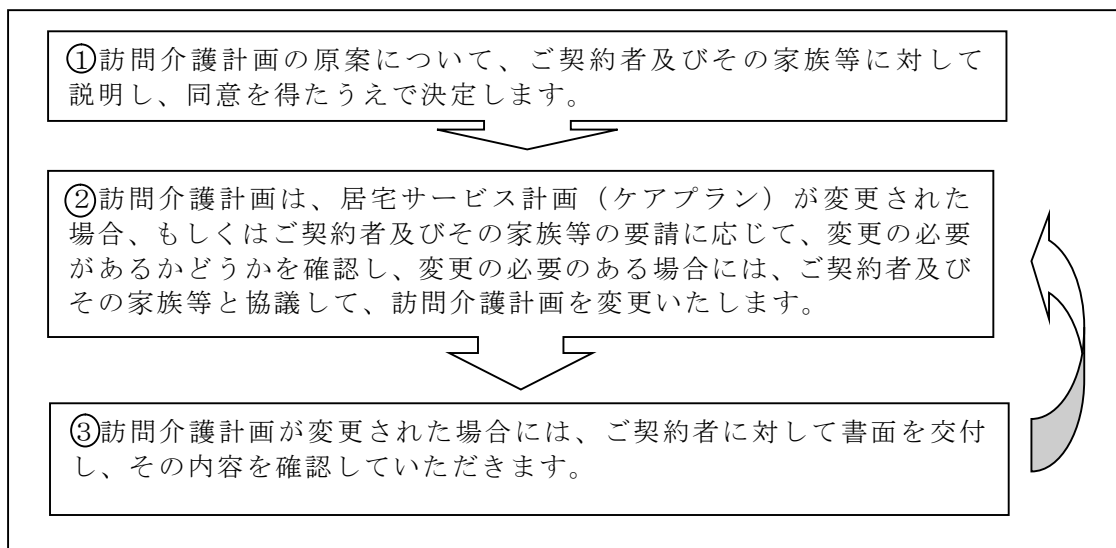 ①訪問介護計画の原案について、ご契約者及びその家族等に対して
説明し、同意を得たうえで決定します。
②訪問介護計画は、居宅サービス計画（ケアプラン）が変更された
場合、もしくはご契約者及びその家族等の要請に応じて、変更の必要
があるかどうかを確認し、変更の必要のある場合には、ご契約者及び
その家族等と協議して、訪問介護計画を変更いたします。
③訪問介護計画が変更された場合には、ご契約者に対して書面を交付
し、その内容を確認していただきます。